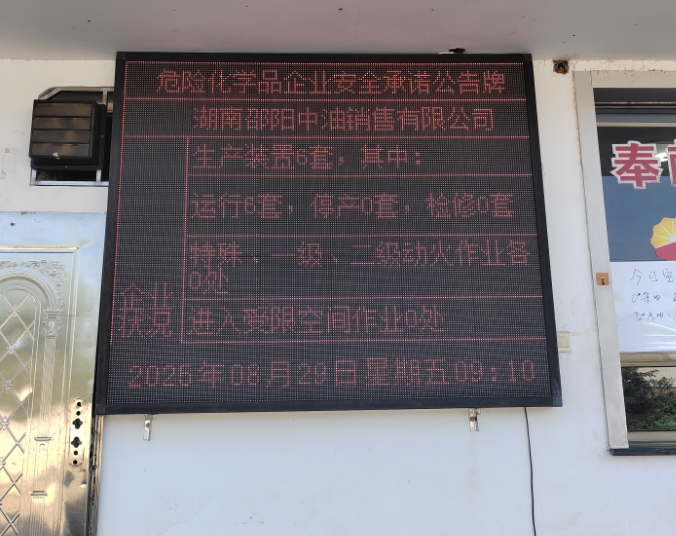 危险化学品企业安全承诺公告牌
湖南邵阳中油销售有限公司
生产装置6套，其中：
运行6套，停产0套，检修0套
特殊、一级、二级动火作业各
0处
企业
状况
进入受限空间作业0处
2025年08月29日星期五09:10
奉
今日